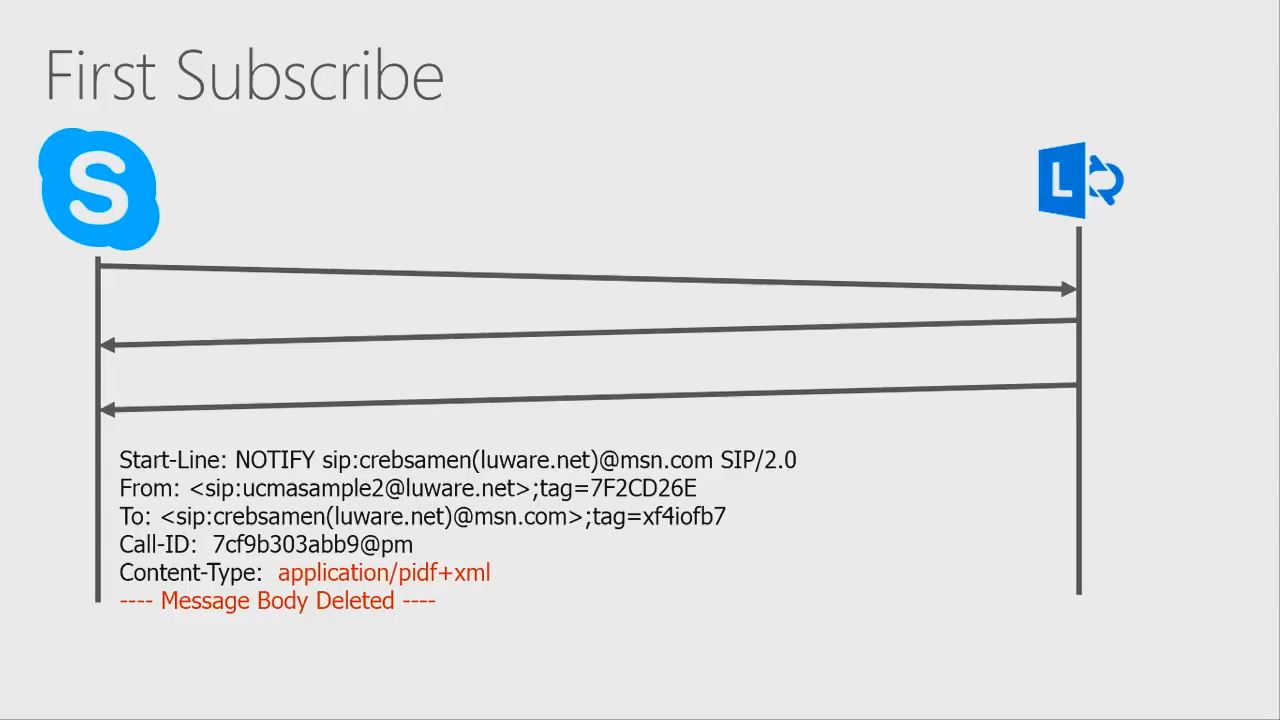 First Subscribe
S
L
Start-Line: NOTIFY sip:crebsamen(luware.net)@msn.com SIP/2.0
From: <sip:ucmasample2@luware.net>;tag=7F2CD26E
To: <sip:crebsamen(luware.net)@msn.com>;tag=xf4iofb7
Call-ID:  7cf9b303abb9@pm
Content-Type:  application/pidf+xml
---- Message Body Deleted ----